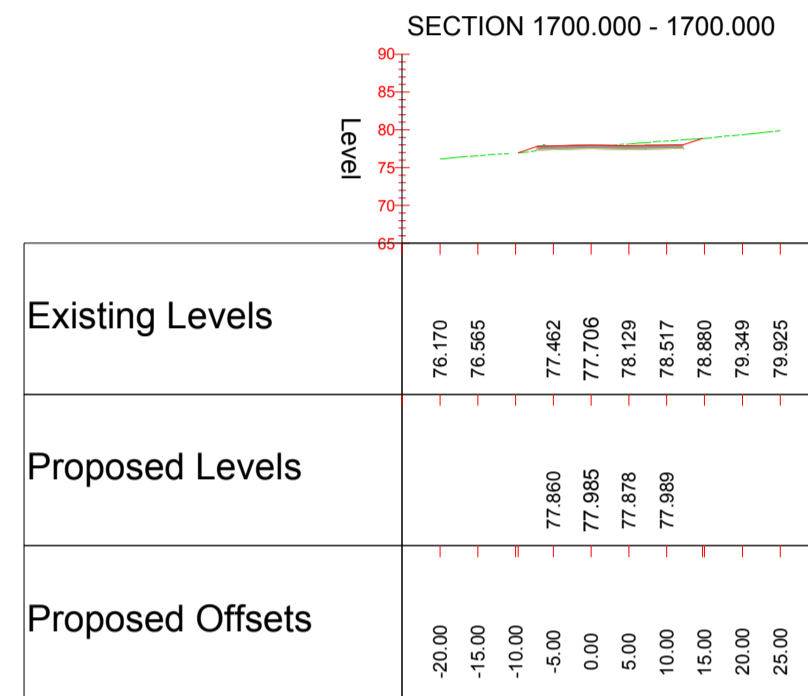 SECTION 1700.000 - 1700.000
Level
90
85
80
75
70
65
Existing Levels
76.170 76.565 77.462 77.706 78.129 78.517 78.880 79.349 79.925
Proposed Levels
77.860 77.985 77.878 77.989
Proposed Offsets
-20.00 -15.00 -10.00 -5.00 0.00 5.00 10.00 15.00 20.00 25.00